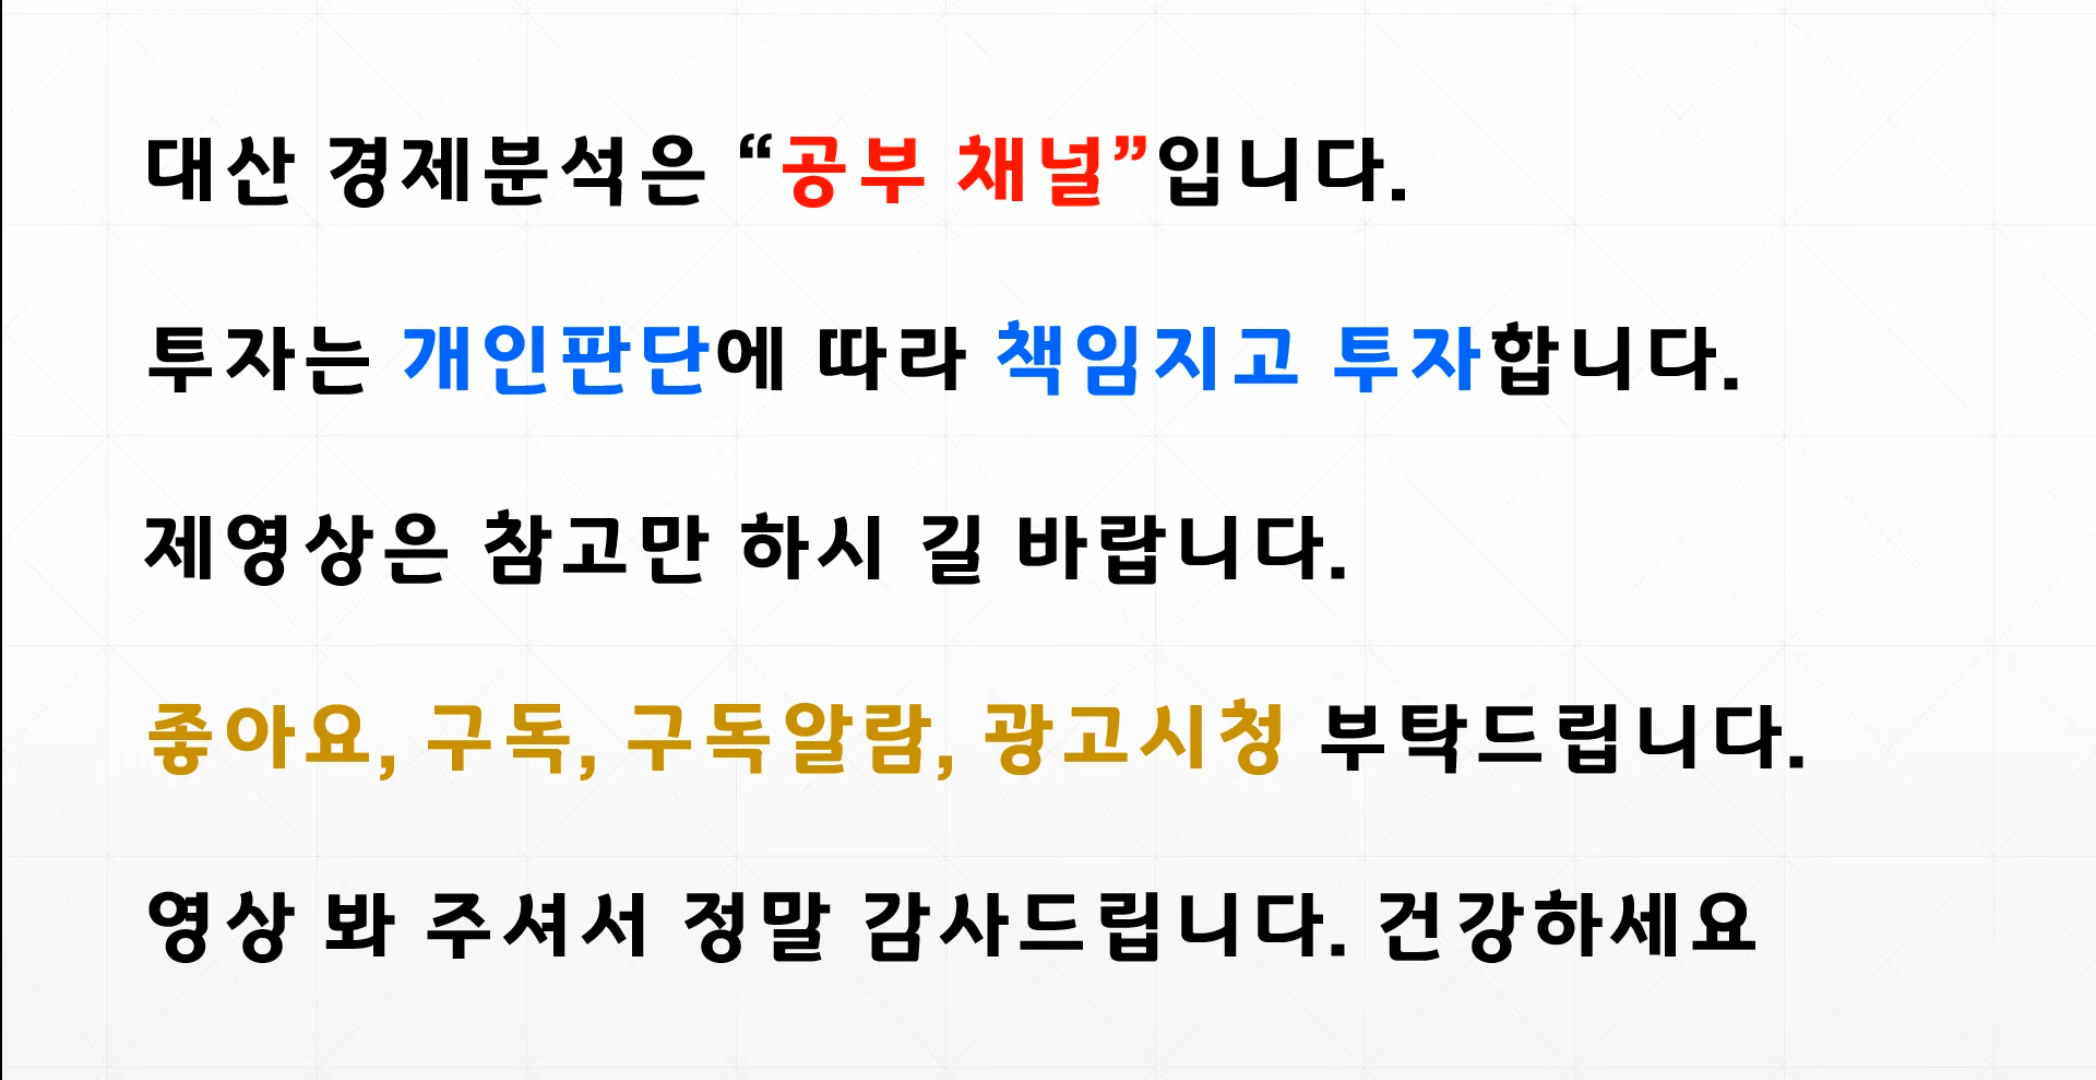 대산 경제분석은 “공부 채널”입니다.
투자는 개인판단에 따라 책임지고 투자합니다.
제영상은 참고만 하시 길 바랍니다.
좋아요, 구독, 구독알람, 광고시청 부탁드립니다.
영상 봐 주셔서 정말 감사드립니다. 건강하세요